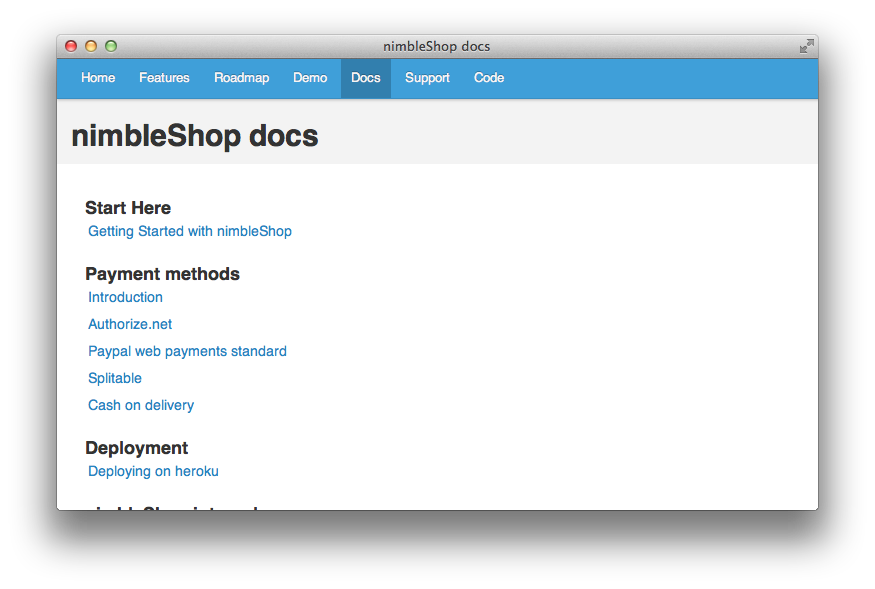 nimbleShop docs
Home Features Roadmap Demo Docs Support Code
nimbleShop docs
Start Here
Getting Started with nimbleShop
Payment methods
Introduction
Authorize.net
Paypal web payments standard
Splitable
Cash on delivery
Deployment
Deploying on heroku